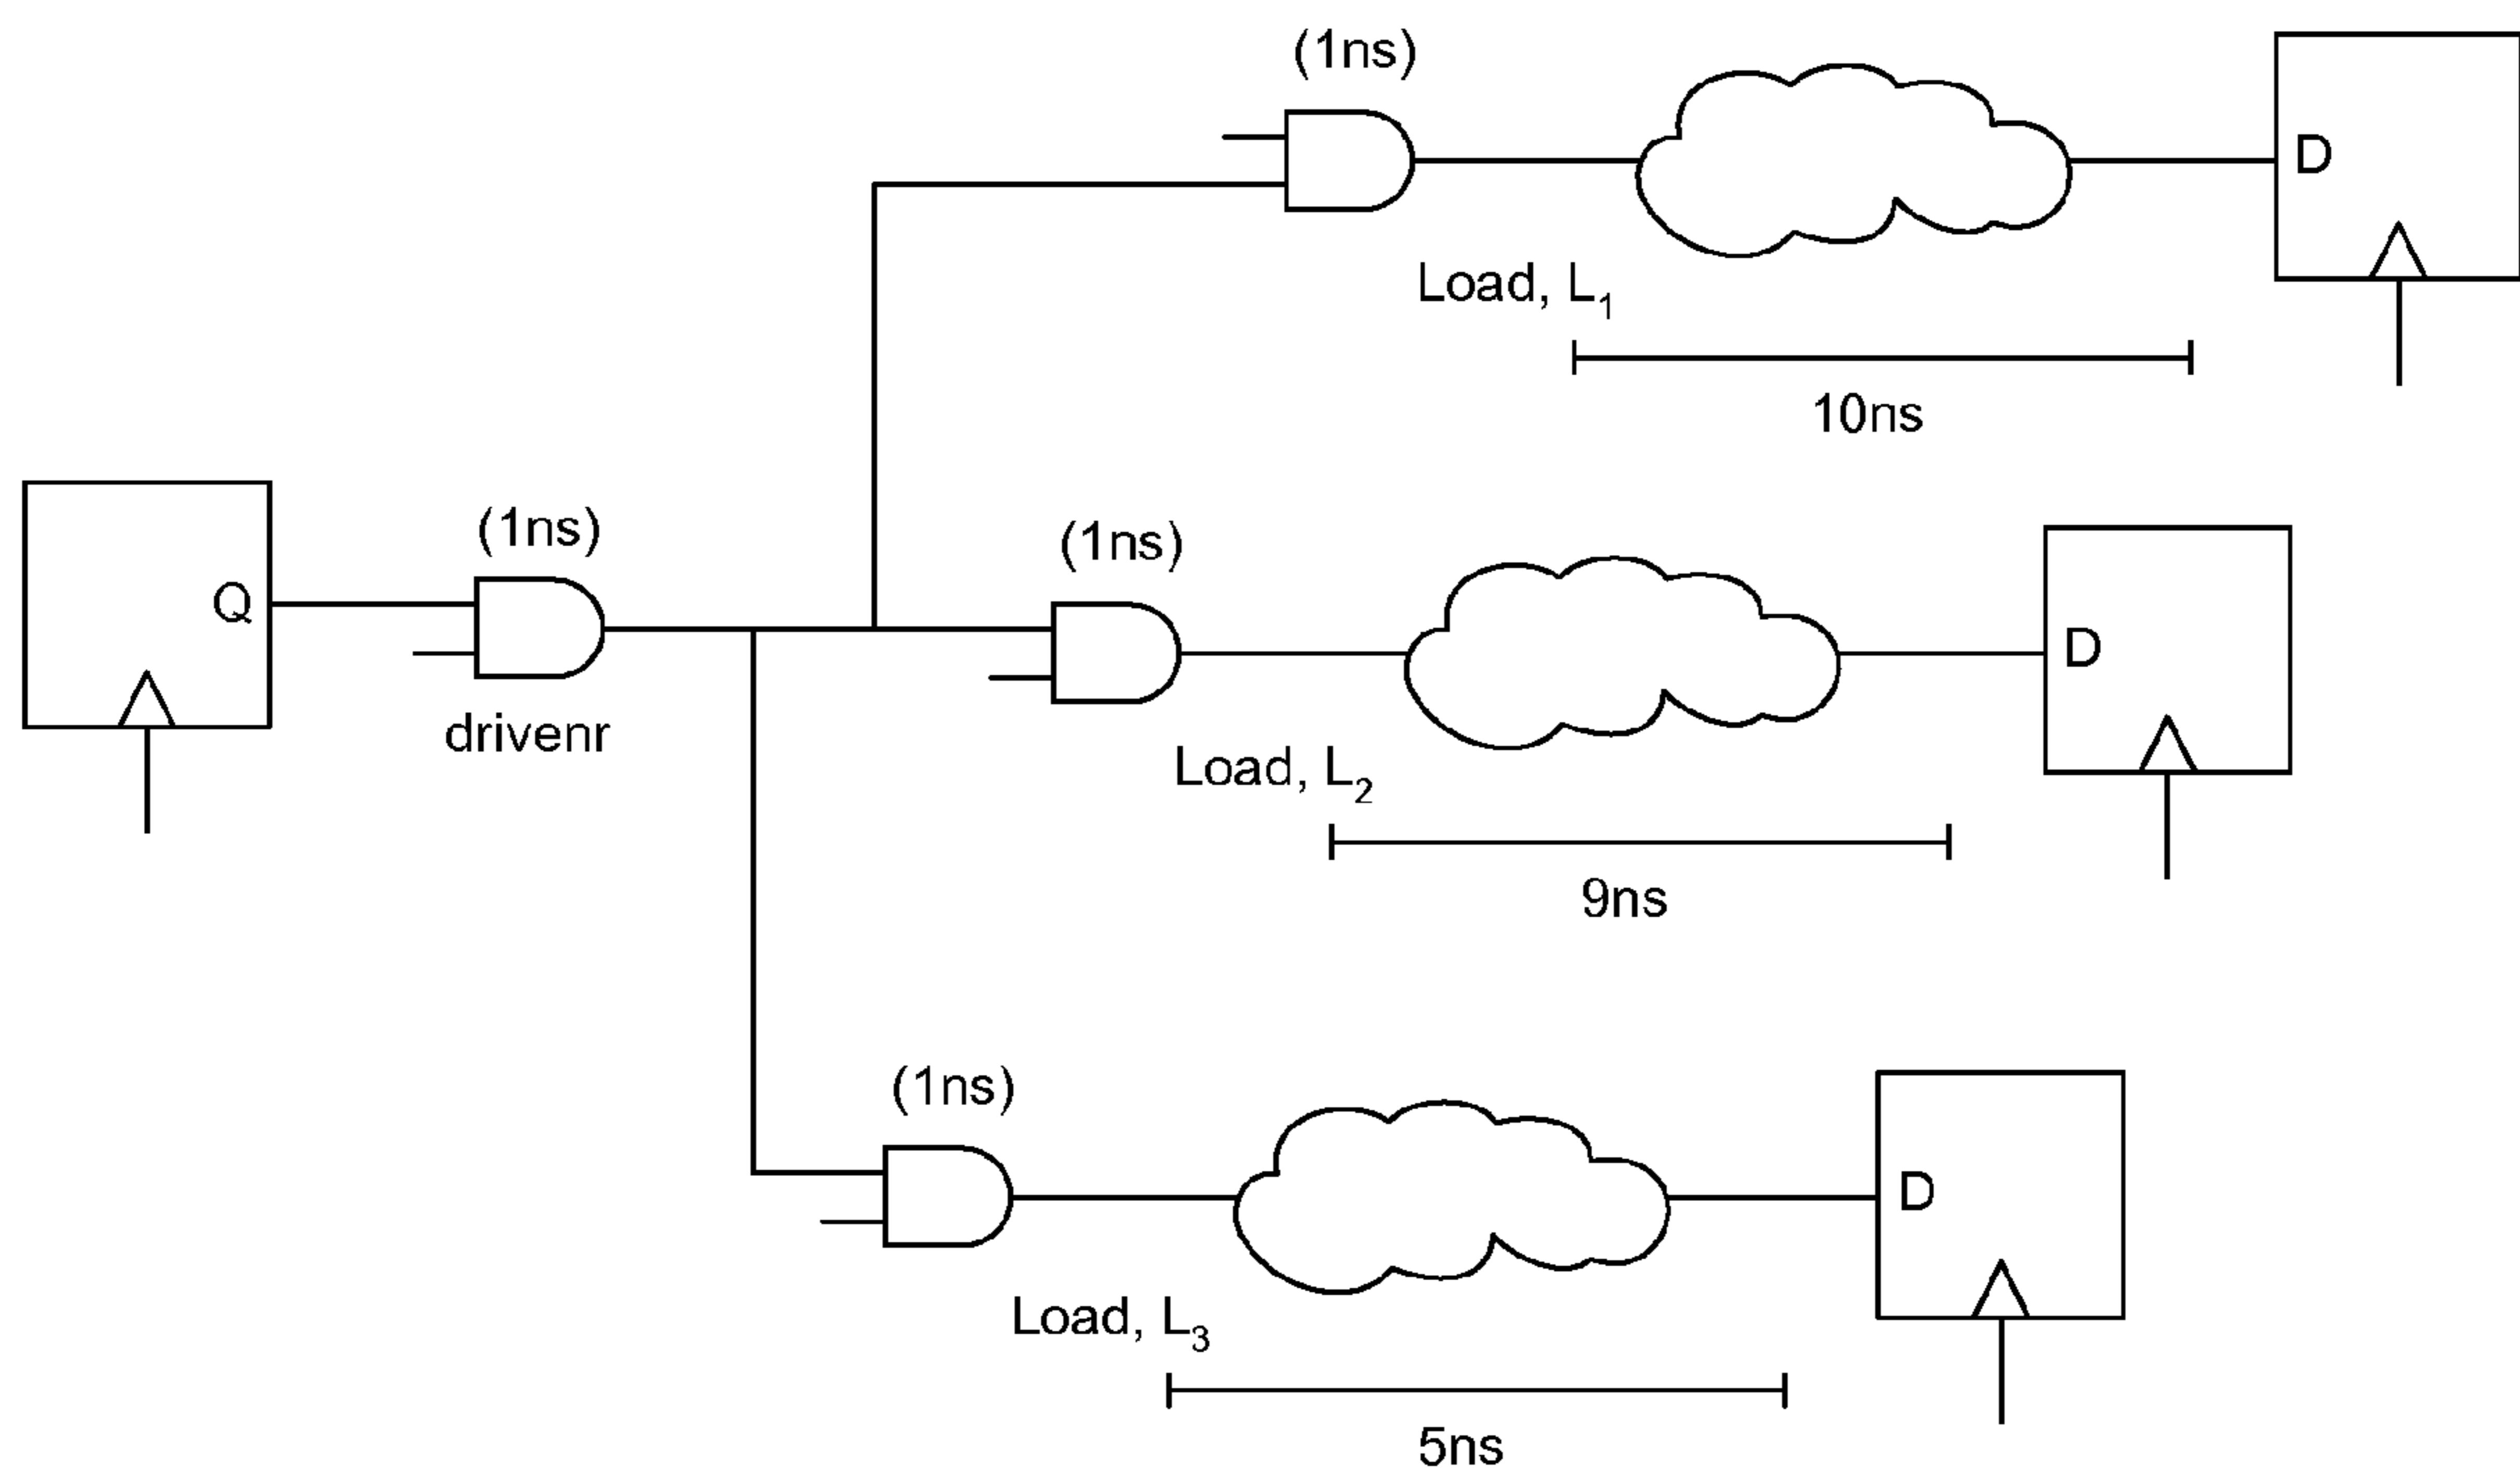 (1ns)
D
Load, L₁
10ns
Q
(1ns)
drivenr
(1ns)
D
Load, L₂
9ns
(1ns)
D
Load, L₃
5ns